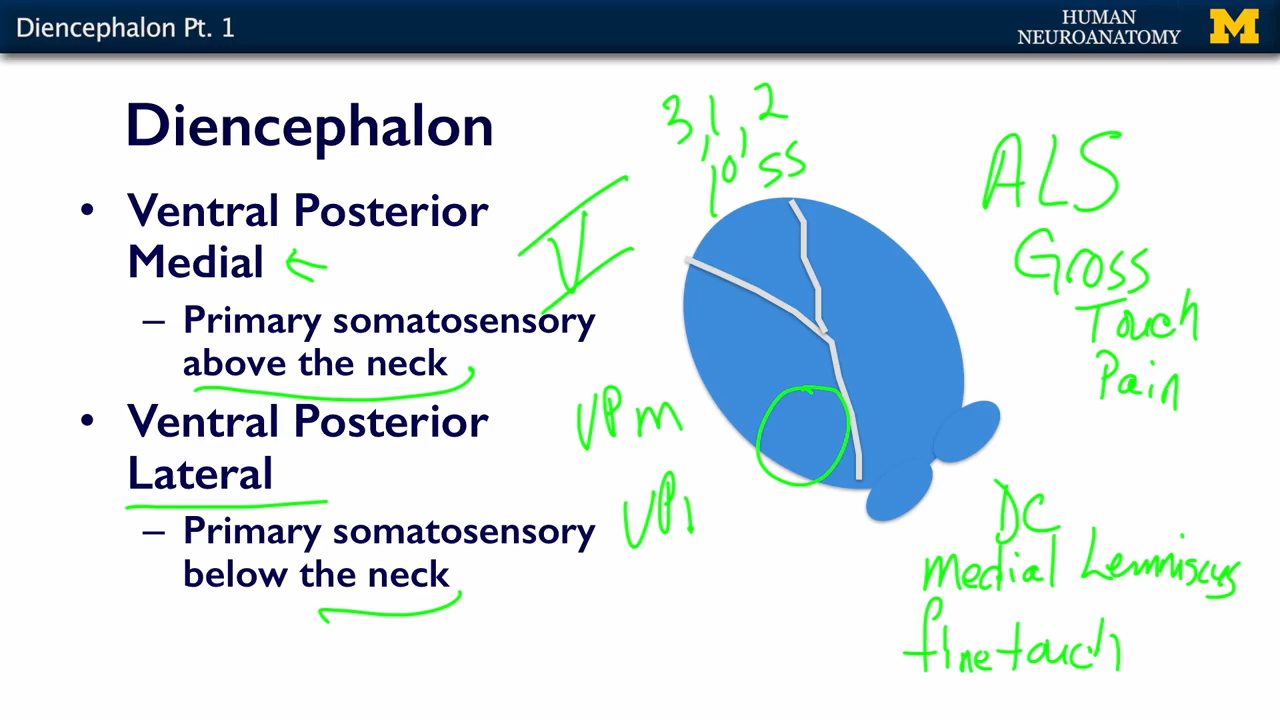 Diencephalon Pt. 1
HUMAN
NEUROANATOMY
M
Diencephalon
• Ventral Posterior
Medial
– Primary somatosensory
above the neck
• Ventral Posterior
Lateral
– Primary somatosensory
below the neck
V
3, 1, 2
1° SS
VPm
VPl
ALS
Gross
Touch
Pain
DC
medial Lemniscus
fine touch